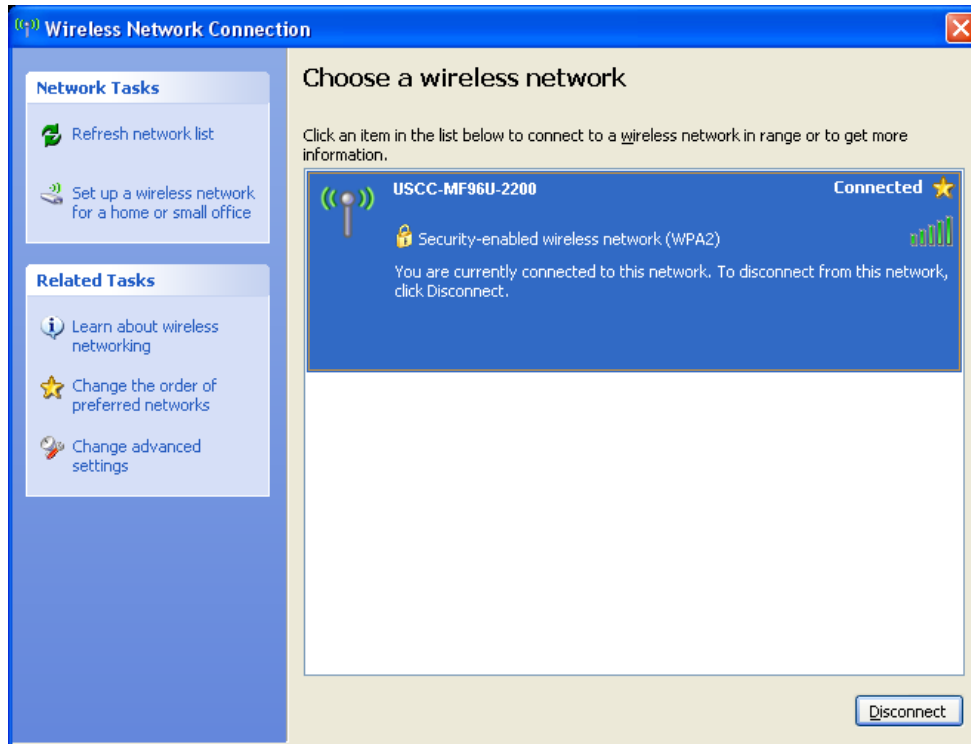 Wireless Network Connection
Network Tasks
Refresh network list
Set up a wireless network
for a home or small office
Related Tasks
Learn about wireless
networking
Change the order of
preferred networks
Change advanced
settings
Choose a wireless network
Click an item in the list below to connect to a wireless network in range or to get more
information.
USCC-MF96U-2200
Connected
Security-enabled wireless network (WPA2)
You are currently connected to this network. To disconnect from this network,
click Disconnect.
Disconnect